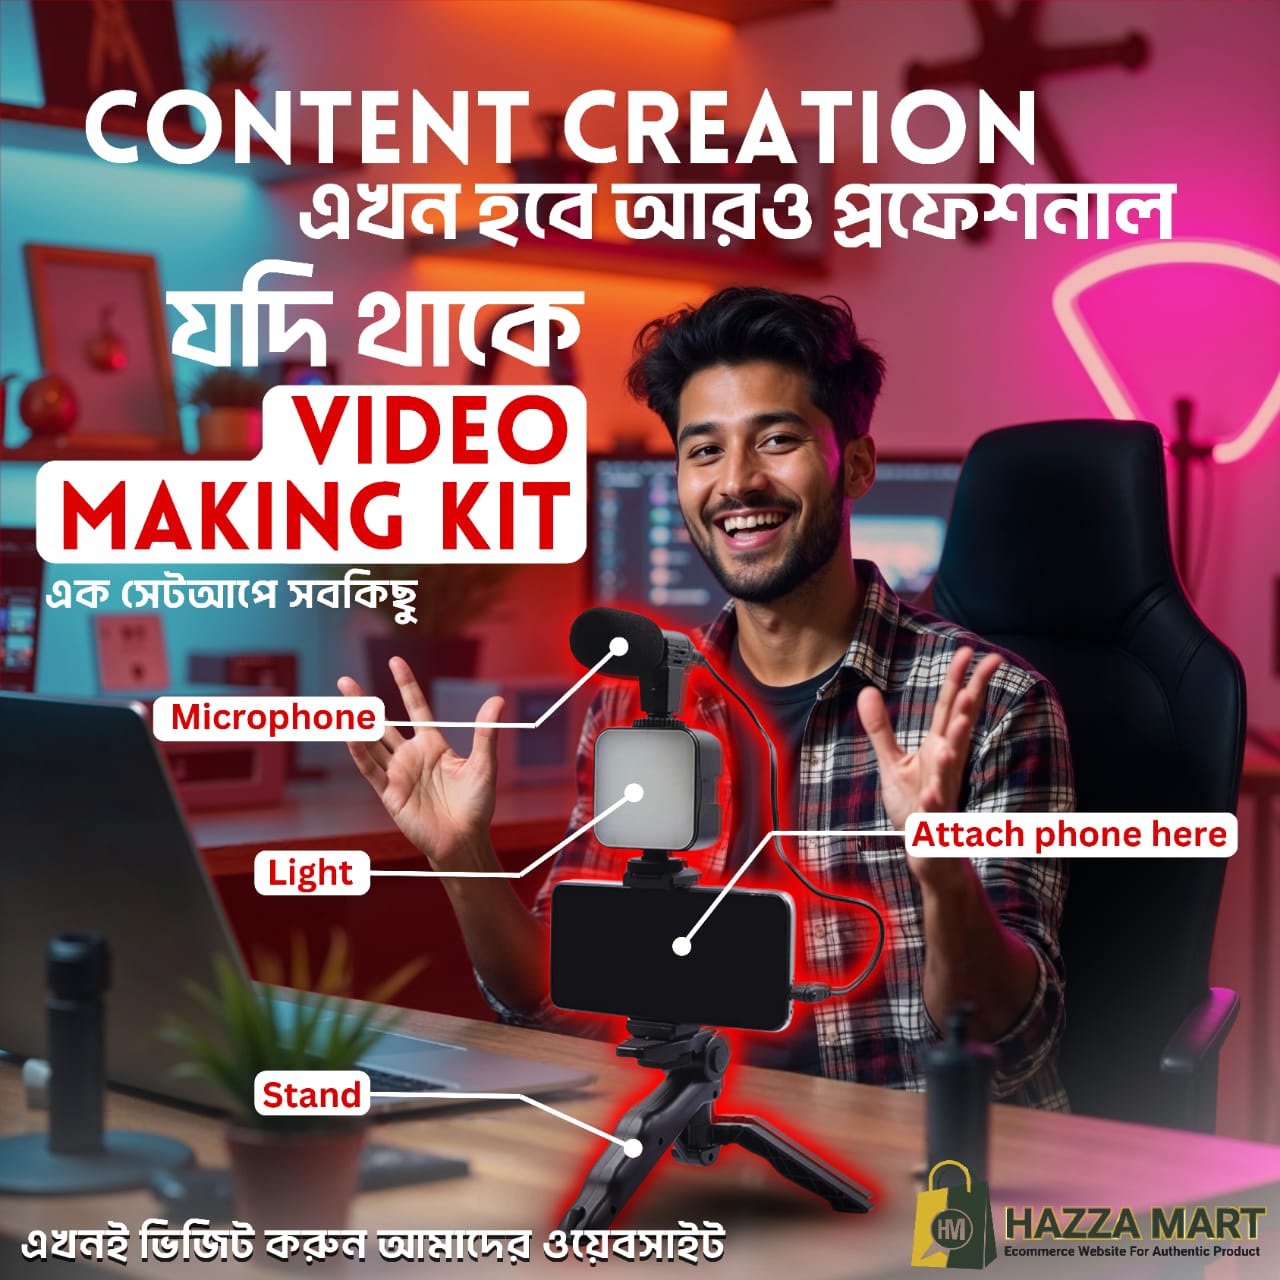 CONTENT CREATION
এখন হবে আরও প্রফেশনাল
যদি থাকে
VIDEO
MAKING KIT
এক সেটআপে সবকিছু
Microphone
Light
Attach phone here
Stand
এখনই ভিজিট করুন আমাদের ওয়েবসাইট
HM
HAZZA MART
Ecommerce Website For Authentic Product